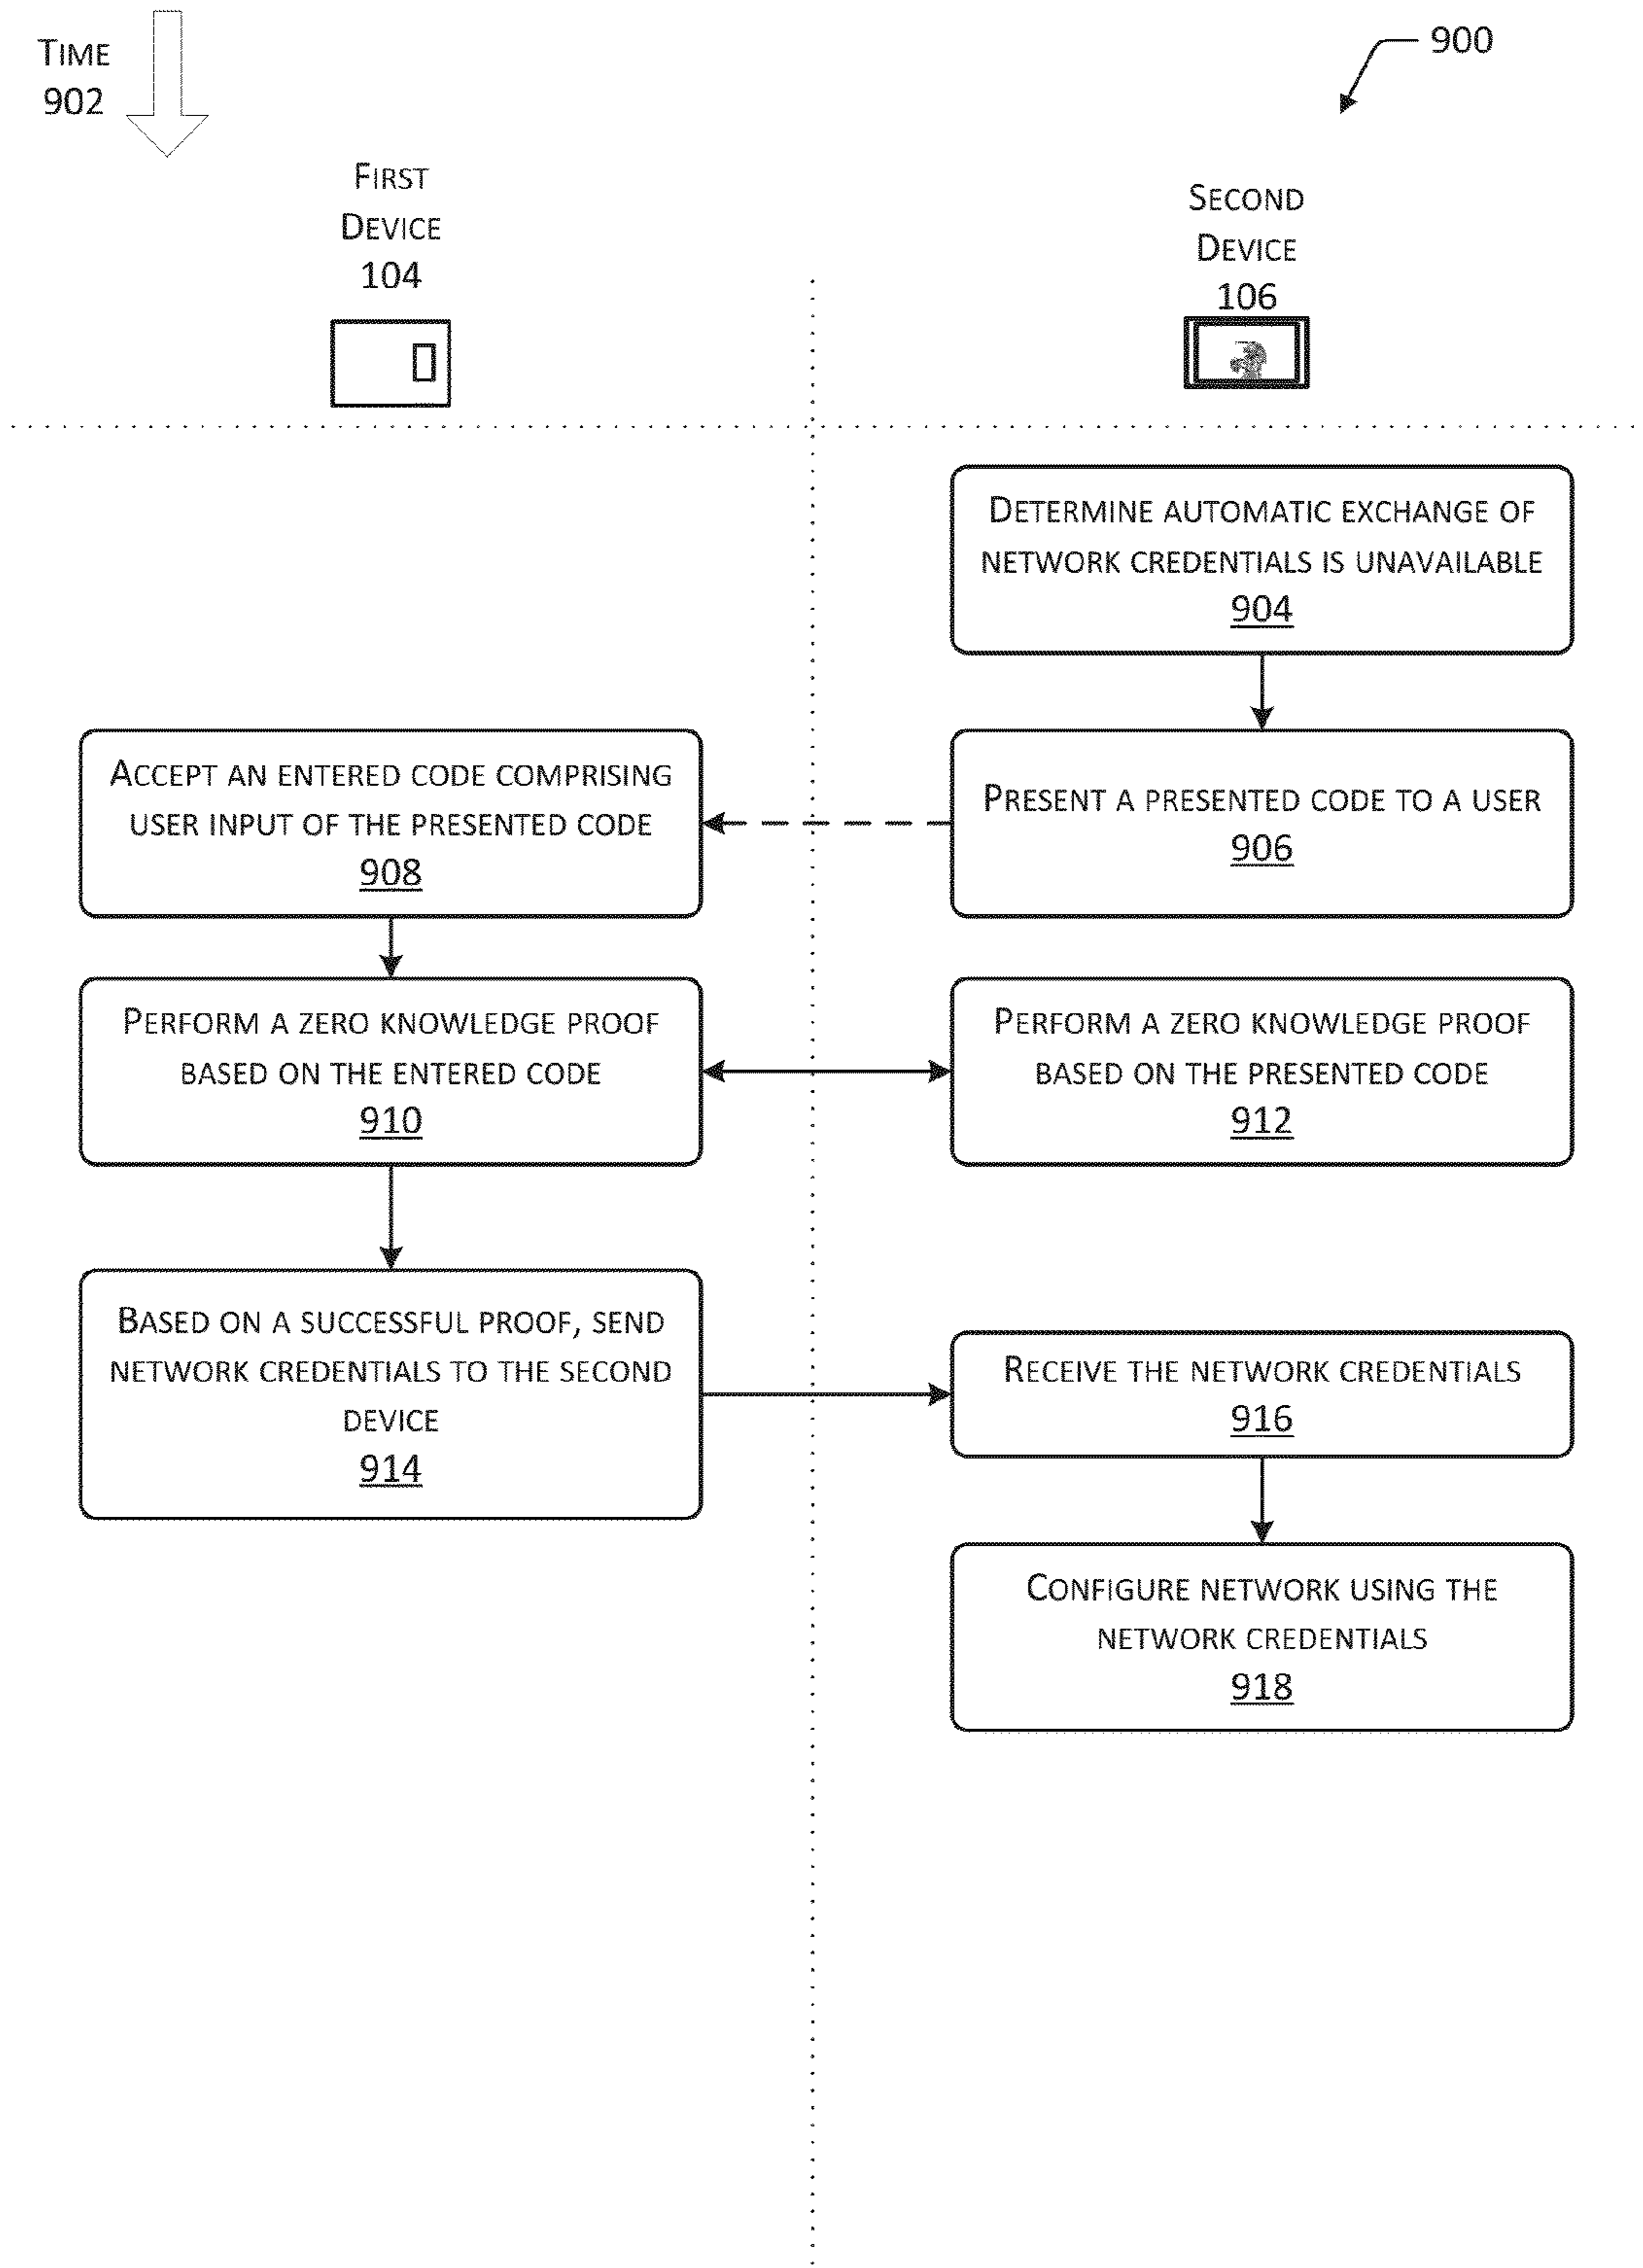 TIME
902
900
FIRST
DEVICE
104
SECOND
DEVICE
106
DETERMINE AUTOMATIC EXCHANGE OF
NETWORK CREDENTIALS IS UNAVAILABLE
904
ACCEPT AN ENTERED CODE COMPRISING
USER INPUT OF THE PRESENTED CODE
908
PRESENT A PRESENTED CODE TO A USER
906
PERFORM A ZERO KNOWLEDGE PROOF
BASED ON THE ENTERED CODE
910
PERFORM A ZERO KNOWLEDGE PROOF
BASED ON THE PRESENTED CODE
912
BASED ON A SUCCESSFUL PROOF, SEND
NETWORK CREDENTIALS TO THE SECOND
DEVICE
914
RECEIVE THE NETWORK CREDENTIALS
916
CONFIGURE NETWORK USING THE
NETWORK CREDENTIALS
918